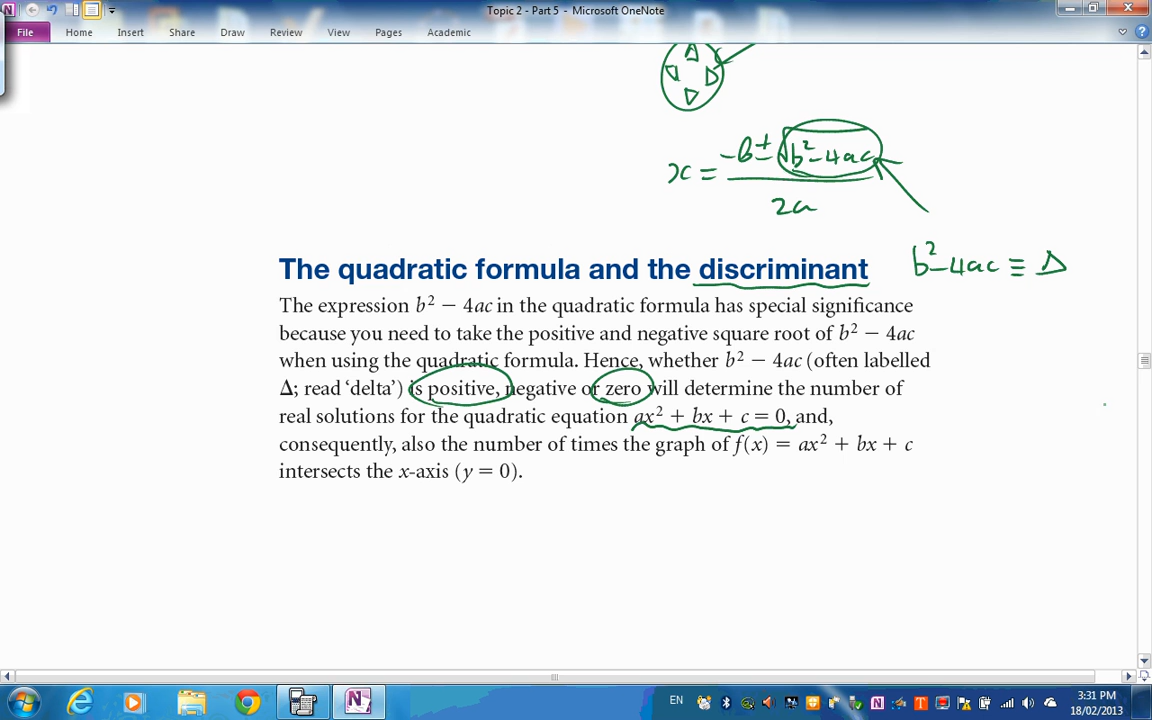 Topic 2 - Part 5 - Microsoft OneNote
File Home Insert Share Draw Review View Pages Academic
x = -b ± √b² - 4ac
2a
The quadratic formula and the discriminant
b² - 4ac ≡ Δ
The expression b² − 4ac in the quadratic formula has special significance
because you need to take the positive and negative square root of b² − 4ac
when using the quadratic formula. Hence, whether b² − 4ac (often labelled
Δ; read ‘delta’) is positive, negative or zero will determine the number of
real solutions for the quadratic equation ax² + bx + c = 0, and,
consequently, also the number of times the graph of f(x) = ax² + bx + c
intersects the x-axis (y = 0).
EN
3:31 PM
18/02/2013